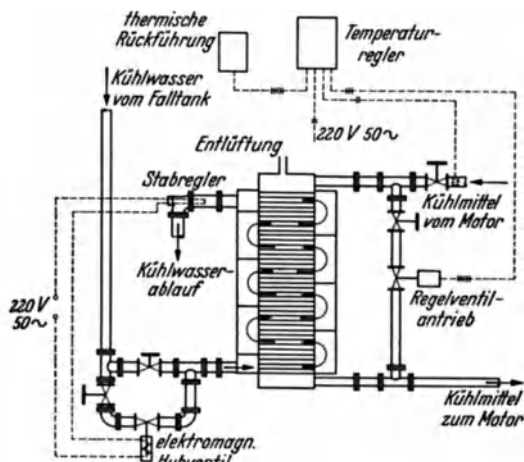 thermische
Rückführung
Temperatur-
regler
Kühlwasser
vom Falltank
220 V 50~
Entlüftung
Stabregler
Kühlmittel
vom Motor
Kühlwasser-
ablauf
220 V
50~
Regelventil-
antrieb
Kühlmittel
zum Motor
elektromagn.
Hubventil